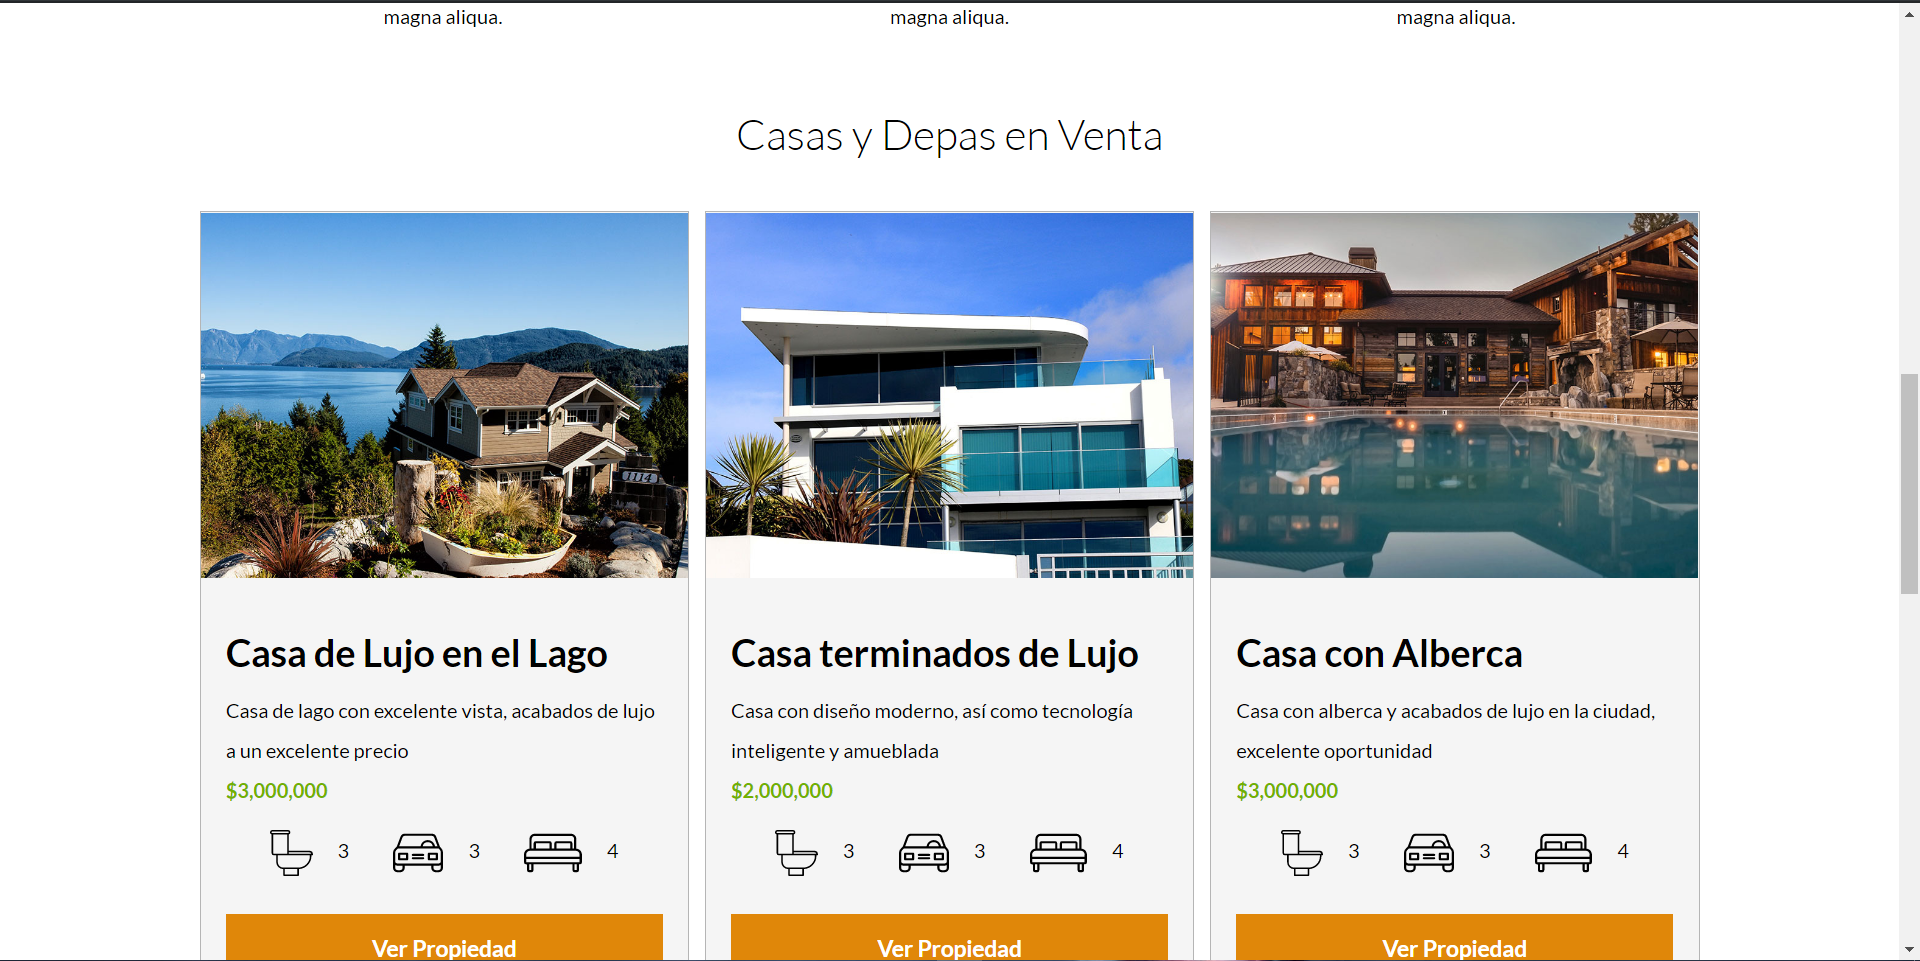 magna aliqua.
magna aliqua.
magna aliqua.
Casas y Depas en Venta
1114
Casa de Lujo en el Lago
Casa de lago con excelente vista, acabados de lujo
a un excelente precio
$3,000,000
3
3
4
Ver Propiedad
Casa terminados de Lujo
Casa con diseño moderno, así como tecnología
inteligente y amueblada
$2,000,000
3
3
4
Ver Propiedad
Casa con Alberca
Casa con alberca y acabados de lujo en la ciudad,
excelente oportunidad
$3,000,000
3
3
4
Ver Propiedad